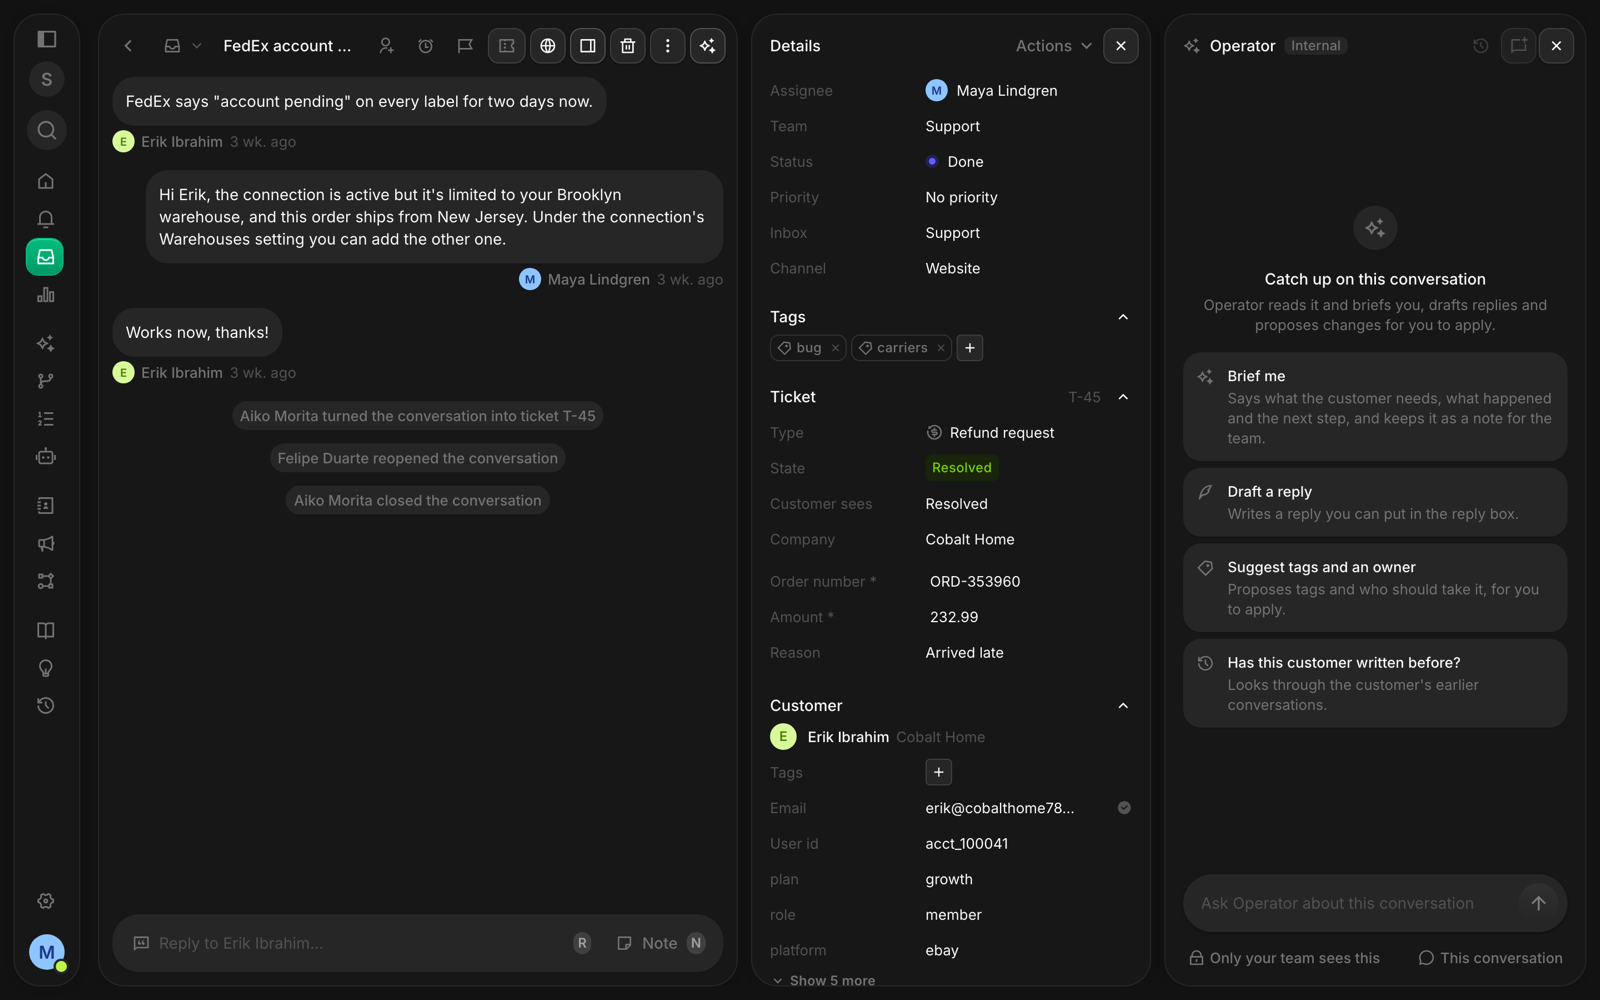 S
FedEx account ...
FedEx says "account pending" on every label for two days now.
E Erik Ibrahim 3 wk. ago
Hi Erik, the connection is active but it's limited to your Brooklyn
warehouse, and this order ships from New Jersey. Under the connection's
Warehouses setting you can add the other one.
M Maya Lindgren 3 wk. ago
Works now, thanks!
E Erik Ibrahim 3 wk. ago
Aiko Morita turned the conversation into ticket T-45
Felipe Duarte reopened the conversation
Aiko Morita closed the conversation
Reply to Erik Ibrahim... R Note N
M
Details Actions
Assignee M Maya Lindgren
Team Support
Status Done
Priority No priority
Inbox Support
Channel Website
Tags
bug × carriers × +
Ticket T-45
Type Refund request
State Resolved
Customer sees Resolved
Company Cobalt Home
Order number * ORD-353960
Amount * 232.99
Reason Arrived late
Customer
E Erik Ibrahim Cobalt Home
Tags +
Email erik@cobalthome78...
User id acct_100041
plan growth
role member
platform ebay
Show 5 more
Operator Internal
Catch up on this conversation
Operator reads it and briefs you, drafts replies and
proposes changes for you to apply.
Brief me
Says what the customer needs, what happened
and the next step, and keeps it as a note for the
team.
Draft a reply
Writes a reply you can put in the reply box.
Suggest tags and an owner
Proposes tags and who should take it, for you
to apply.
Has this customer written before?
Looks through the customer's earlier
conversations.
Ask Operator about this conversation
Only your team sees this This conversation